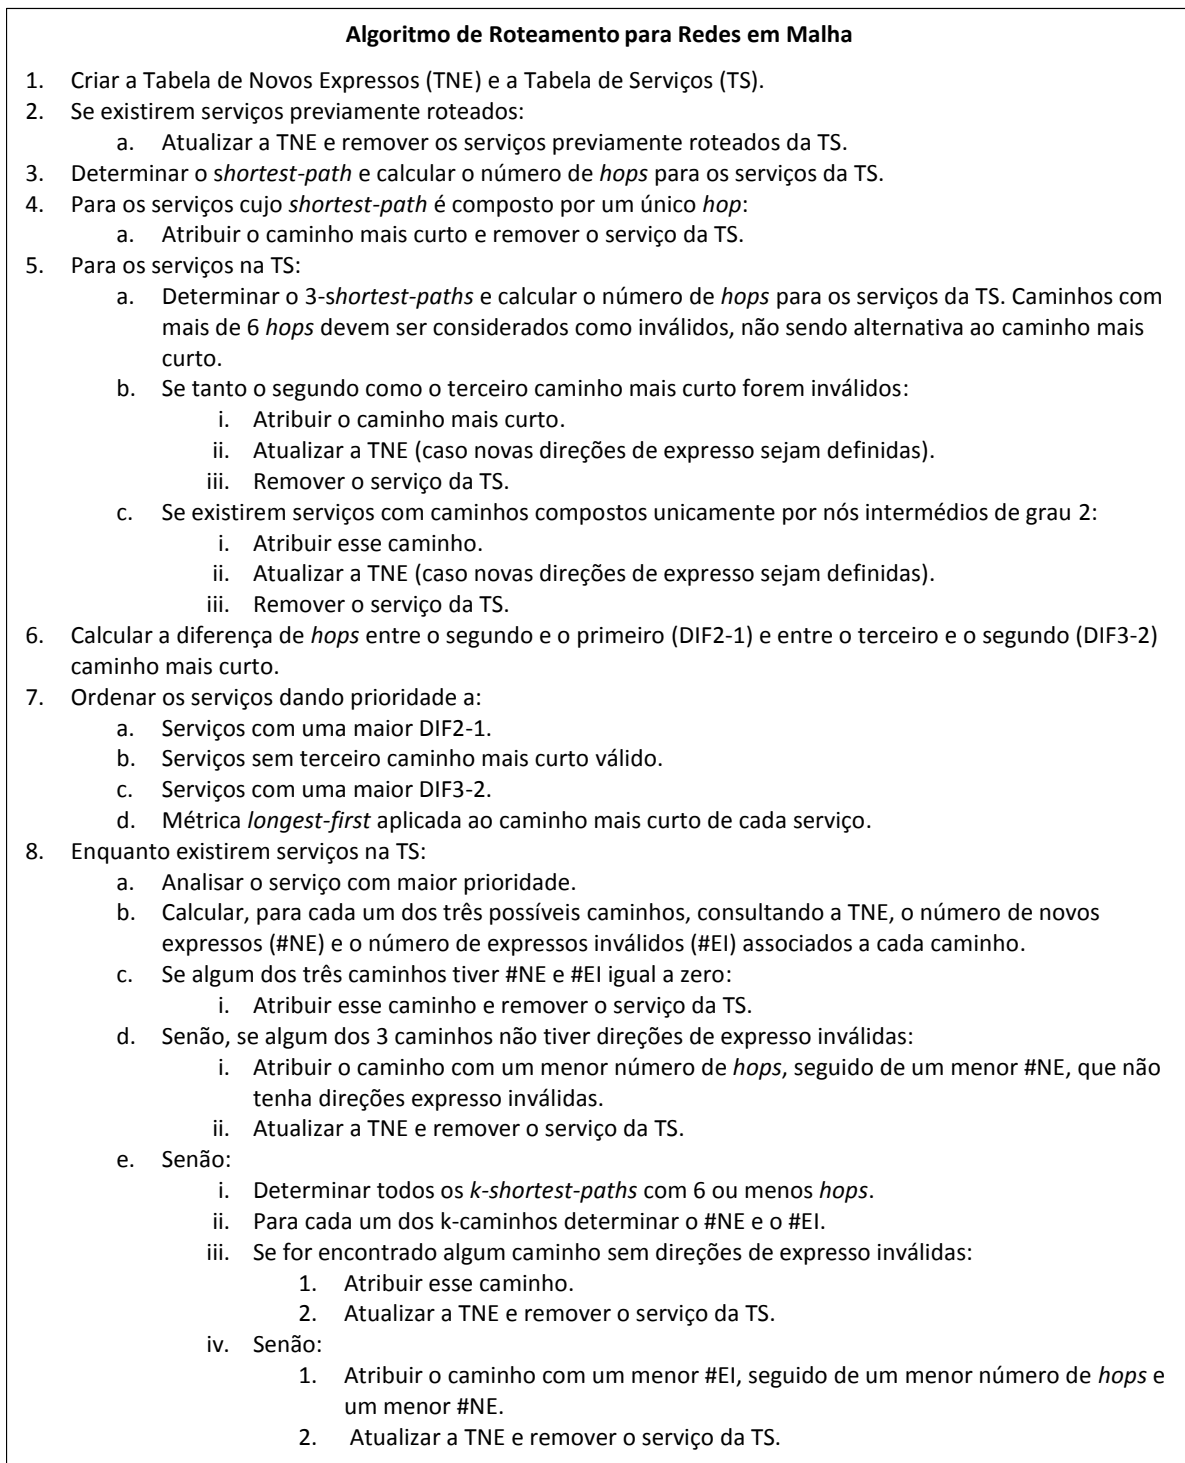 Algoritmo de Roteamento para Redes em Malha
1. Criar a Tabela de Novos Expressos (TNE) e a Tabela de Serviços (TS).
2. Se existirem serviços previamente roteados:
a. Atualizar a TNE e remover os serviços previamente roteados da TS.
3. Determinar o shortest-path e calcular o número de hops para os serviços da TS.
4. Para os serviços cujo shortest-path é composto por um único hop:
a. Atribuir o caminho mais curto e remover o serviço da TS.
5. Para os serviços na TS:
a. Determinar o 3-shortest-paths e calcular o número de hops para os serviços da TS. Caminhos com
mais de 6 hops devem ser considerados como inválidos, não sendo alternativa ao caminho mais
curto.
b. Se tanto o segundo como o terceiro caminho mais curto forem inválidos:
i. Atribuir o caminho mais curto.
ii. Atualizar a TNE (caso novas direções de expresso sejam definidas).
iii. Remover o serviço da TS.
c. Se existirem serviços com caminhos compostos unicamente por nós intermédios de grau 2:
i. Atribuir esse caminho.
ii. Atualizar a TNE (caso novas direções de expresso sejam definidas).
iii. Remover o serviço da TS.
6. Calcular a diferença de hops entre o segundo e o primeiro (DIF2-1) e entre o terceiro e o segundo (DIF3-2)
caminho mais curto.
7. Ordenar os serviços dando prioridade a:
a. Serviços com uma maior DIF2-1.
b. Serviços sem terceiro caminho mais curto válido.
c. Serviços com uma maior DIF3-2.
d. Métrica longest-first aplicada ao caminho mais curto de cada serviço.
8. Enquanto existirem serviços na TS:
a. Analisar o serviço com maior prioridade.
b. Calcular, para cada um dos três possíveis caminhos, consultando a TNE, o número de novos
expressos (#NE) e o número de expressos inválidos (#EI) associados a cada caminho.
c. Se algum dos três caminhos tiver #NE e #EI igual a zero:
i. Atribuir esse caminho e remover o serviço da TS.
d. Senão, se algum dos 3 caminhos não tiver direções de expresso inválidas:
i. Atribuir o caminho com um menor número de hops, seguido de um menor #NE, que não
tenha direções expresso inválidas.
ii. Atualizar a TNE e remover o serviço da TS.
e. Senão:
i. Determinar todos os k-shortest-paths com 6 ou menos hops.
ii. Para cada um dos k-caminhos determinar o #NE e o #EI.
iii. Se for encontrado algum caminho sem direções de expresso inválidas:
1. Atribuir esse caminho.
2. Atualizar a TNE e remover o serviço da TS.
iv. Senão:
1. Atribuir o caminho com um menor #EI, seguido de um menor número de hops e
um menor #NE.
2. Atualizar a TNE e remover o serviço da TS.